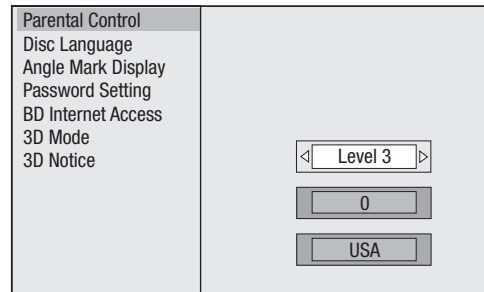 Parental Control
Disc Language
Angle Mark Display
Password Setting
BD Internet Access
3D Mode
3D Notice
Level 3
0
USA